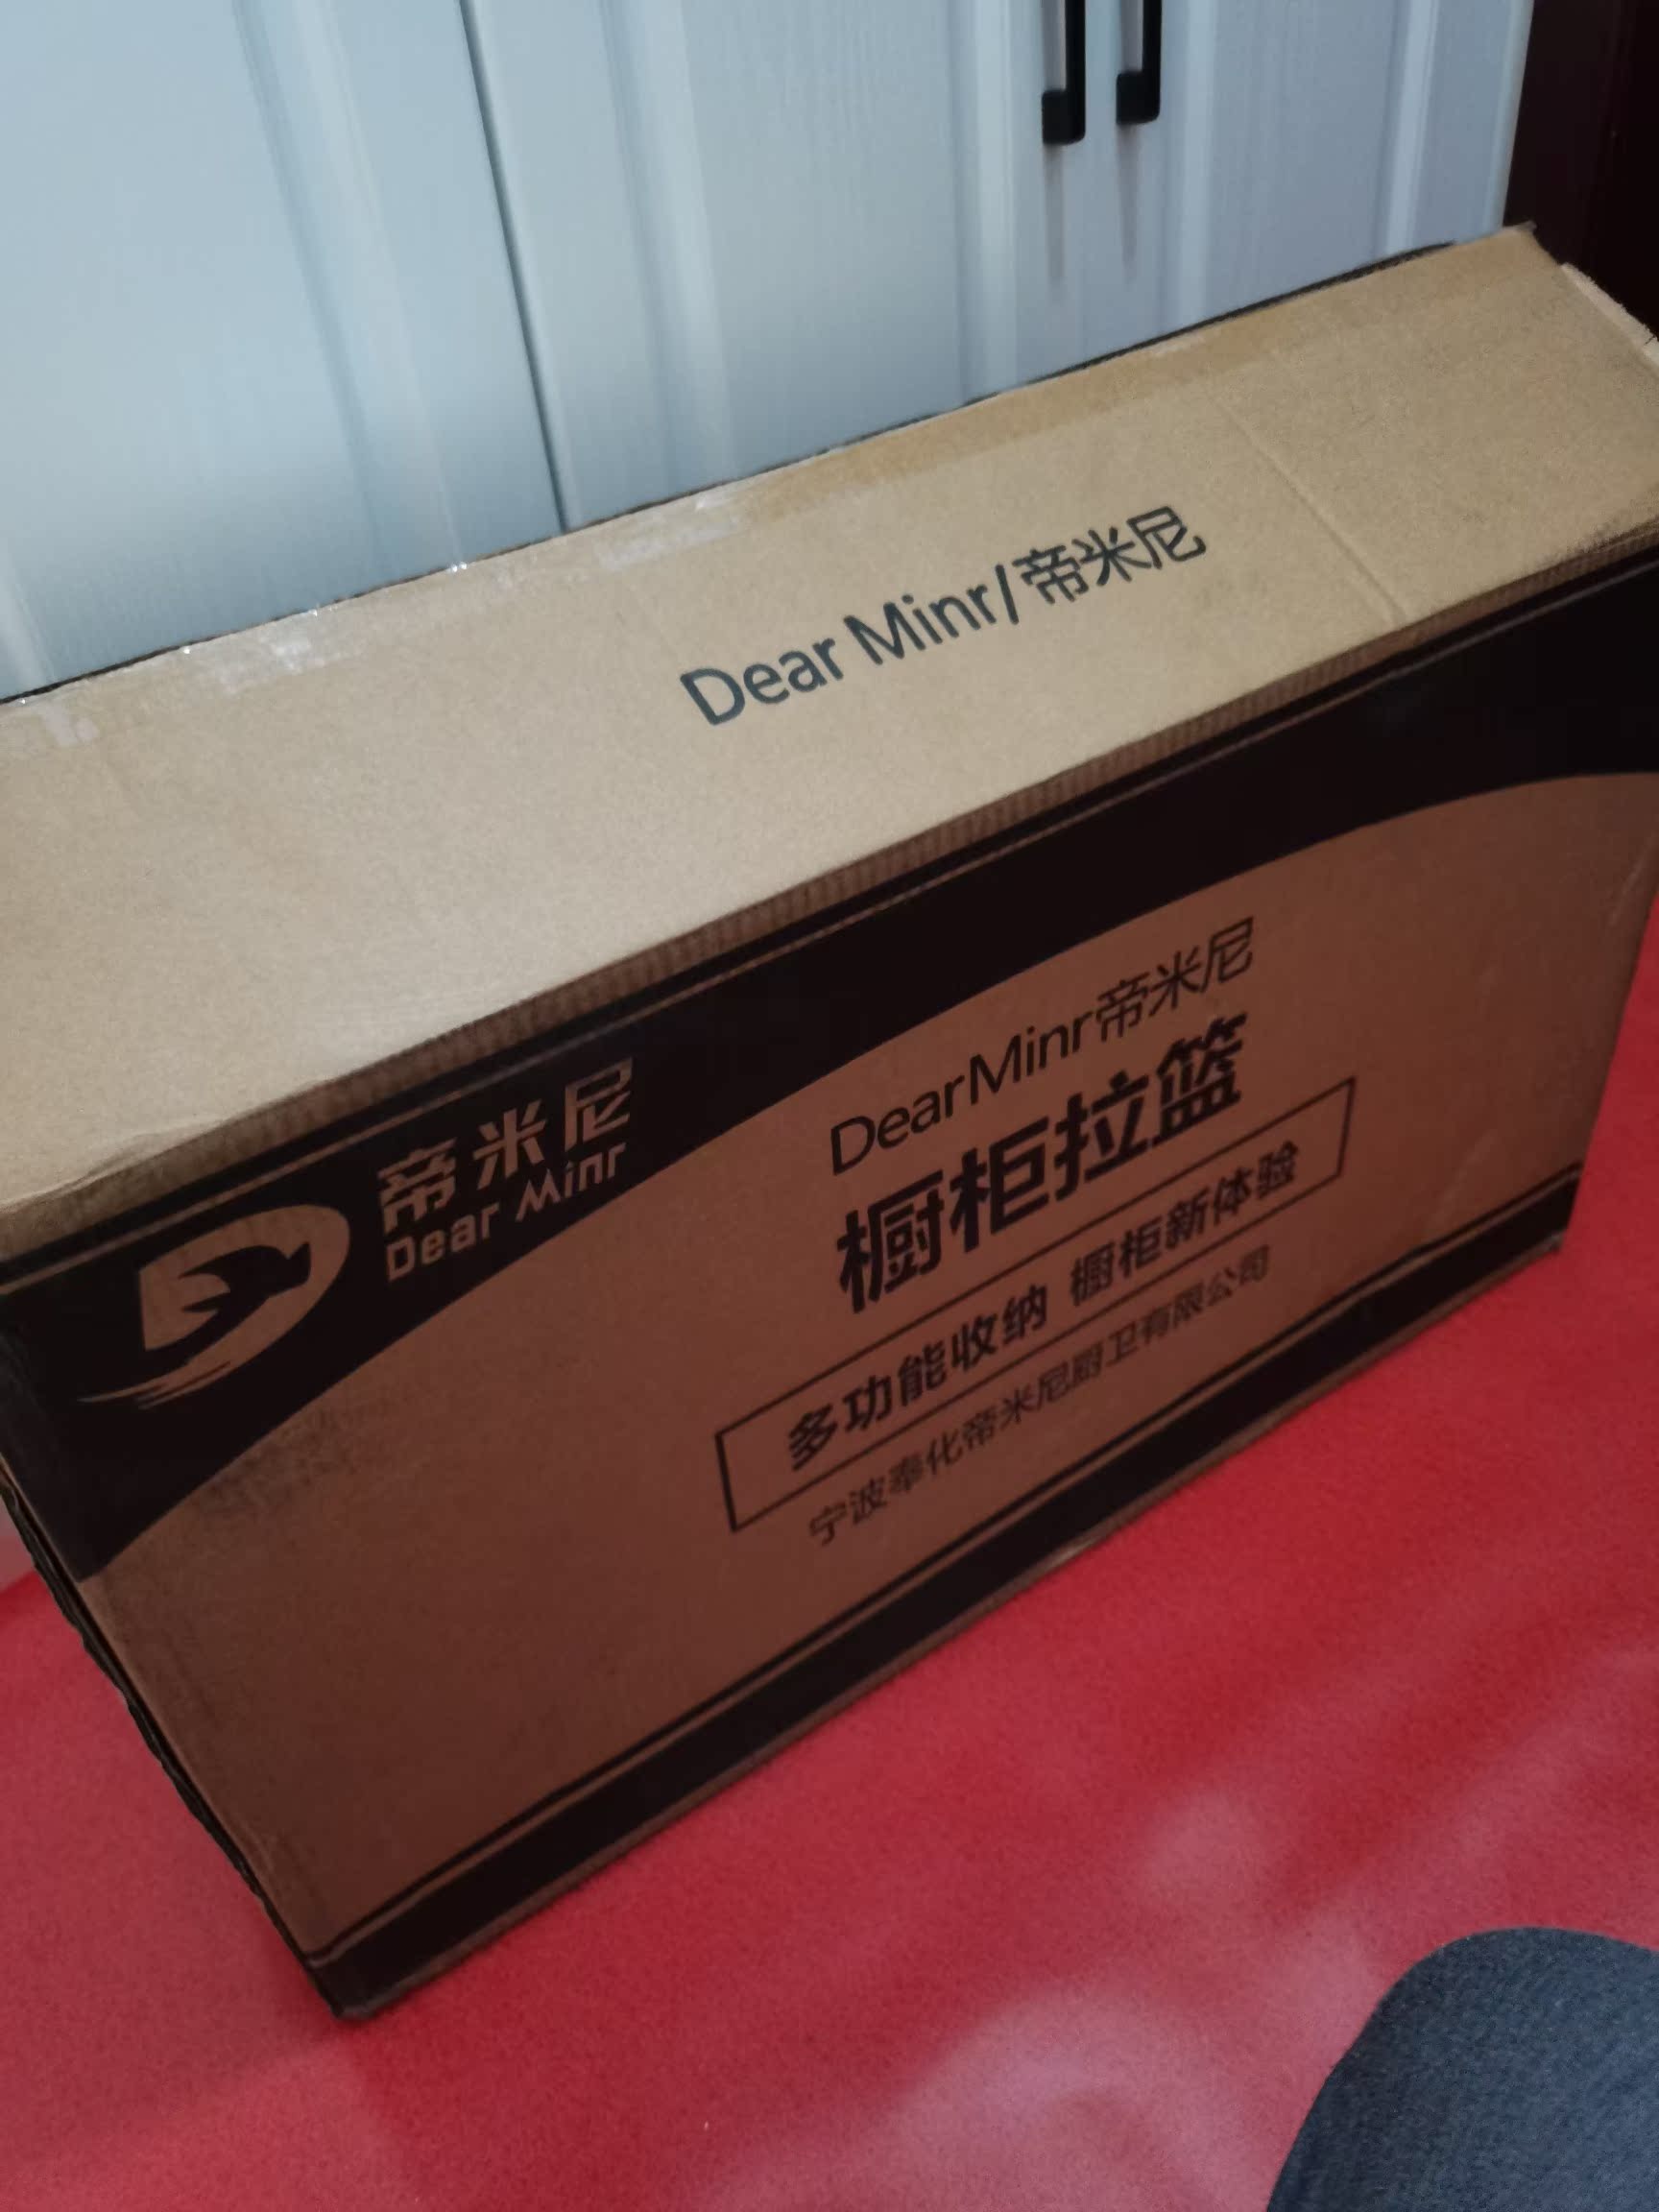 Dear Minr/帝米尼
帝米尼
Dear Minr
DearMinr帝米尼
橱柜拉篮
多功能收纳 橱柜新体验
宁波奉化帝米尼厨卫有限公司